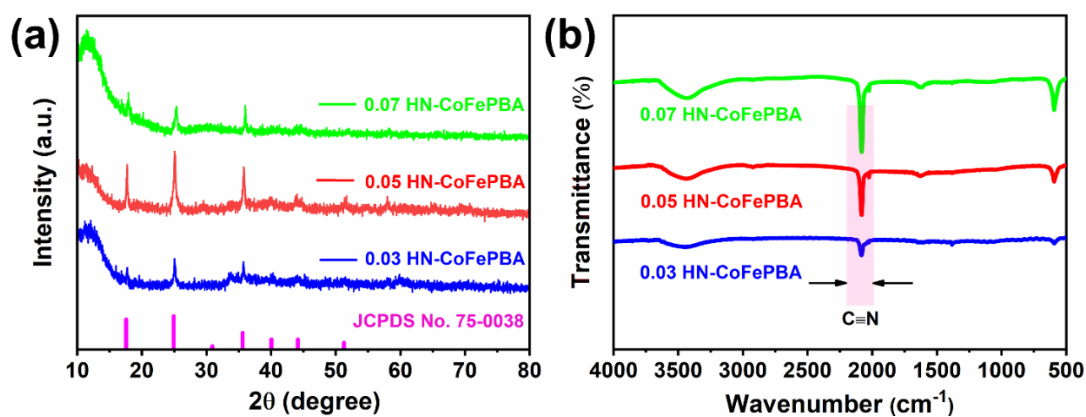 (a)
Intensity (a.u.)
0.07 HN-CoFePBA
0.05 HN-CoFePBA
0.03 HN-CoFePBA
JCPDS No. 75-0038
10 20 30 40 50 60 70 80
2θ (degree)
(b)
Transmittance (%)
0.07 HN-CoFePBA
0.05 HN-CoFePBA
0.03 HN-CoFePBA
C≡N
4000 3500 3000 2500 2000 1500 1000 500
Wavenumber (cm⁻¹)